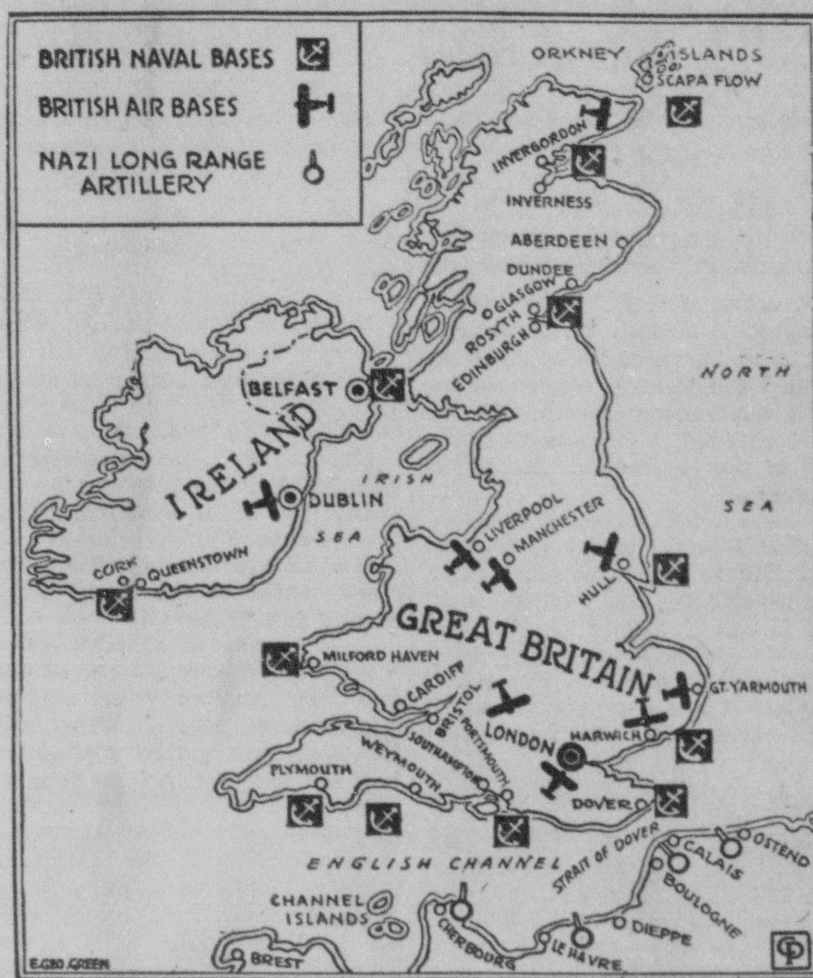 BRITISH NAVAL BASES
BRITISH AIR BASES
NAZI LONG RANGE
ARTILLERY
ORKNEY ISLANDS
SCAPA FLOW
INVERGORDON
INVERNESS
ABERDEEN
DUNDEE
GLASGOW
ROSYTH
EDINBURGH
NORTH
SEA
BELFAST
IRELAND
DUBLIN
IRISH
SEA
CORK
QUEENSTOWN
LIVERPOOL
MANCHESTER
HULL
GREAT BRITAIN
MILFORD HAVEN
CARDIFF
BRISTOL
GT. YARMOUTH
HARWICH
LONDON
PORTSMOUTH
SOUTHAMPTON
WEYMOUTH
PLYMOUTH
DOVER
STRAIT OF DOVER
ENGLISH CHANNEL
CHANNEL
ISLANDS
OSTEND
CALAIS
BOULOGNE
DIEPPE
LE HAVRE
CHERBOURG
BREST
E.GEO.GREEN
CP